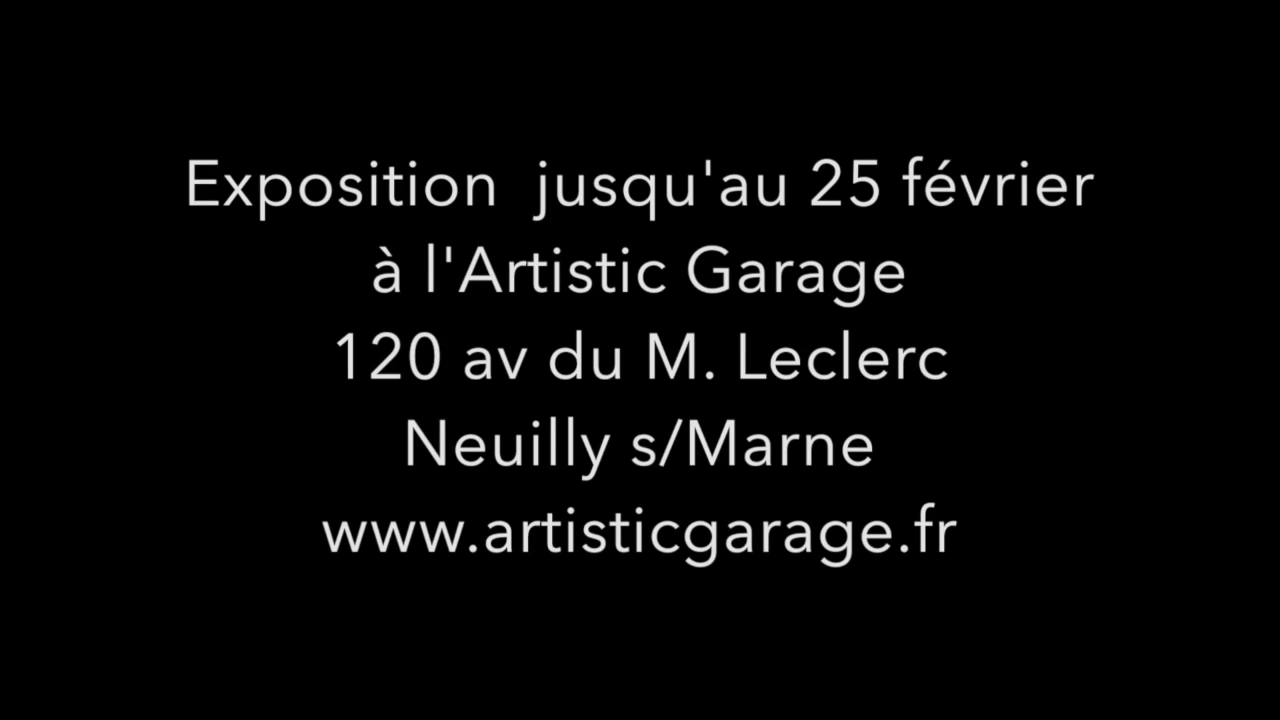 Exposition  jusqu'au 25 février
à l'Artistic Garage
120 av du M. Leclerc
Neuilly s/Marne
www.artisticgarage.fr